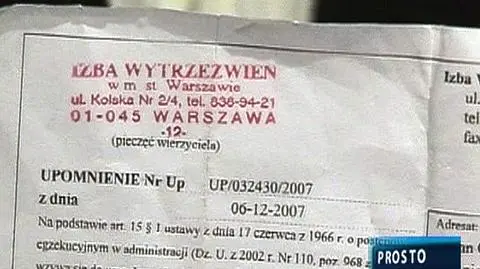 IZBA WYTRZEZWIEN
w m st Warszawie
ul. Kolska Nr 2/4, tel. 838-94-21
01-045 WARSZAWA
-12-
(pieczęć wierzyciela)
UPOMNIENIE Nr Up UP/032430/2007
z dnia 06-12-2007
Na podstawie art. 15 § 1 ustawy z dnia 17 czerwca z 1966 r. o
egzekucyjnym w administracji (Dz. U. z 2002 r. Nr 110, poz. 968 z
Izba W
ul.
tel
fax
Adresat:
PROSTO